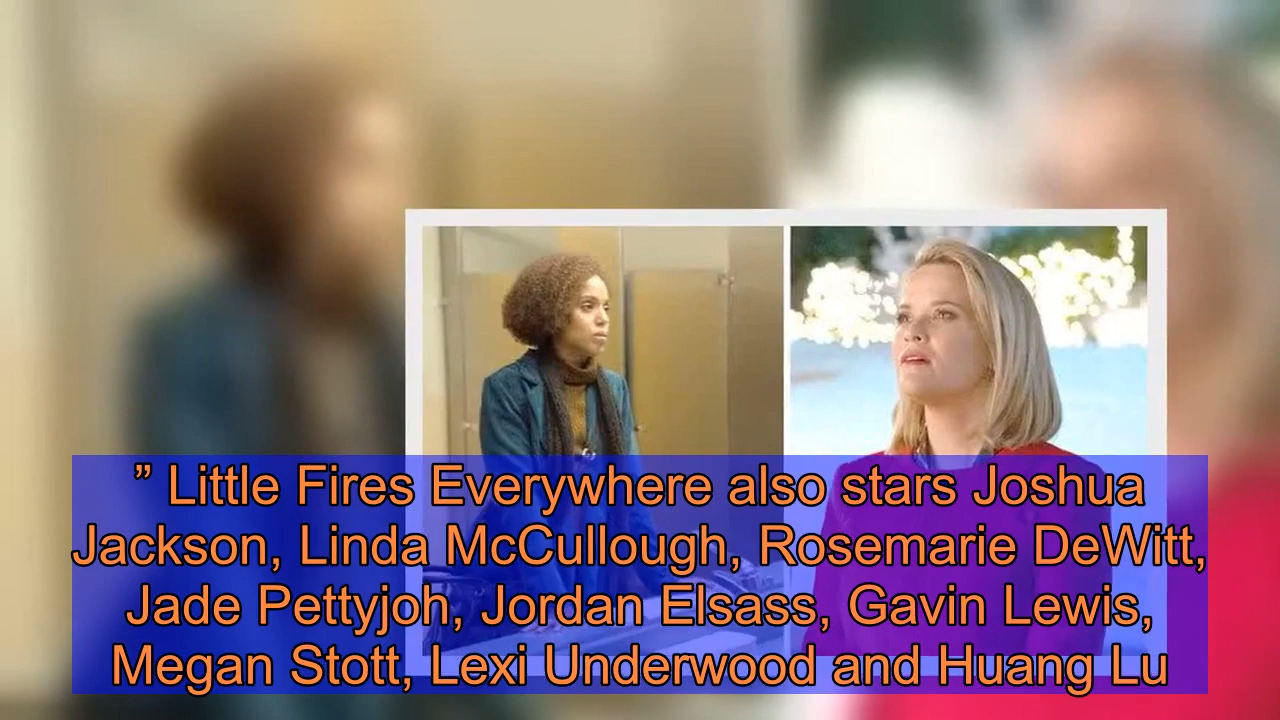 ” Little Fires Everywhere also stars Joshua
Jackson, Linda McCullough, Rosemarie DeWitt,
Jade Pettyjoh, Jordan Elsass, Gavin Lewis,
Megan Stott, Lexi Underwood and Huang Lu